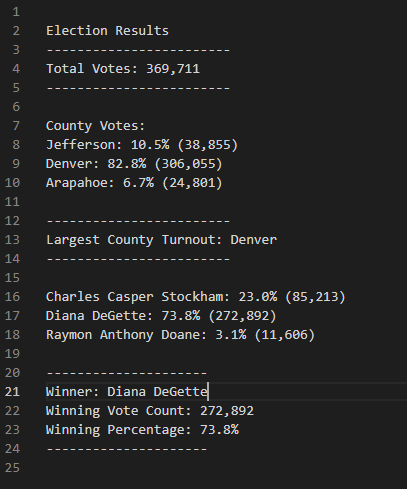 1
2 Election Results
3 -------------------------
4 Total Votes: 369,711
5 -------------------------
6
7 County Votes:
8 Jefferson: 10.5% (38,855)
9 Denver: 82.8% (306,055)
10 Arapahoe: 6.7% (24,801)
11
12 -------------------------
13 Largest County Turnout: Denver
14 -------------------------
15
16 Charles Casper Stockham: 23.0% (85,213)
17 Diana DeGette: 73.8% (272,892)
18 Raymon Anthony Doane: 3.1% (11,606)
19
20 ---------------------
21 Winner: Diana DeGette
22 Winning Vote Count: 272,892
23 Winning Percentage: 73.8%
24 ---------------------
25